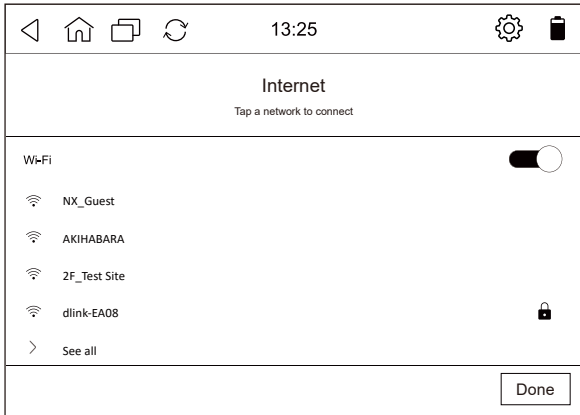 13:25
Internet
Tap a network to connect
Wi-Fi
NX_Guest
AKIHABARA
2F_Test Site
dlink-EA08
See all
Done